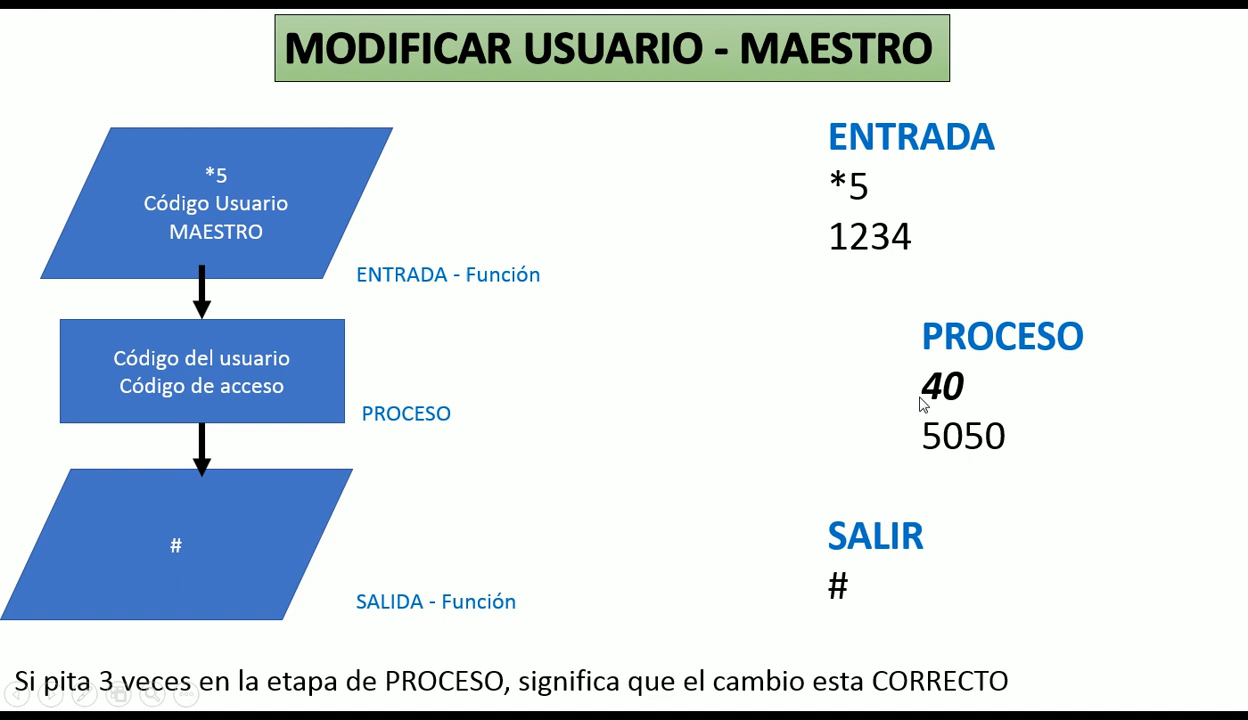 MODIFICAR USUARIO - MAESTRO
*5
Código Usuario
MAESTRO
ENTRADA - Función
Código del usuario
Código de acceso
PROCESO
#
SALIDA - Función
ENTRADA
*5
1234
PROCESO
40
5050
SALIR
#
Si pita 3 veces en la etapa de PROCESO, significa que el cambio esta CORRECTO